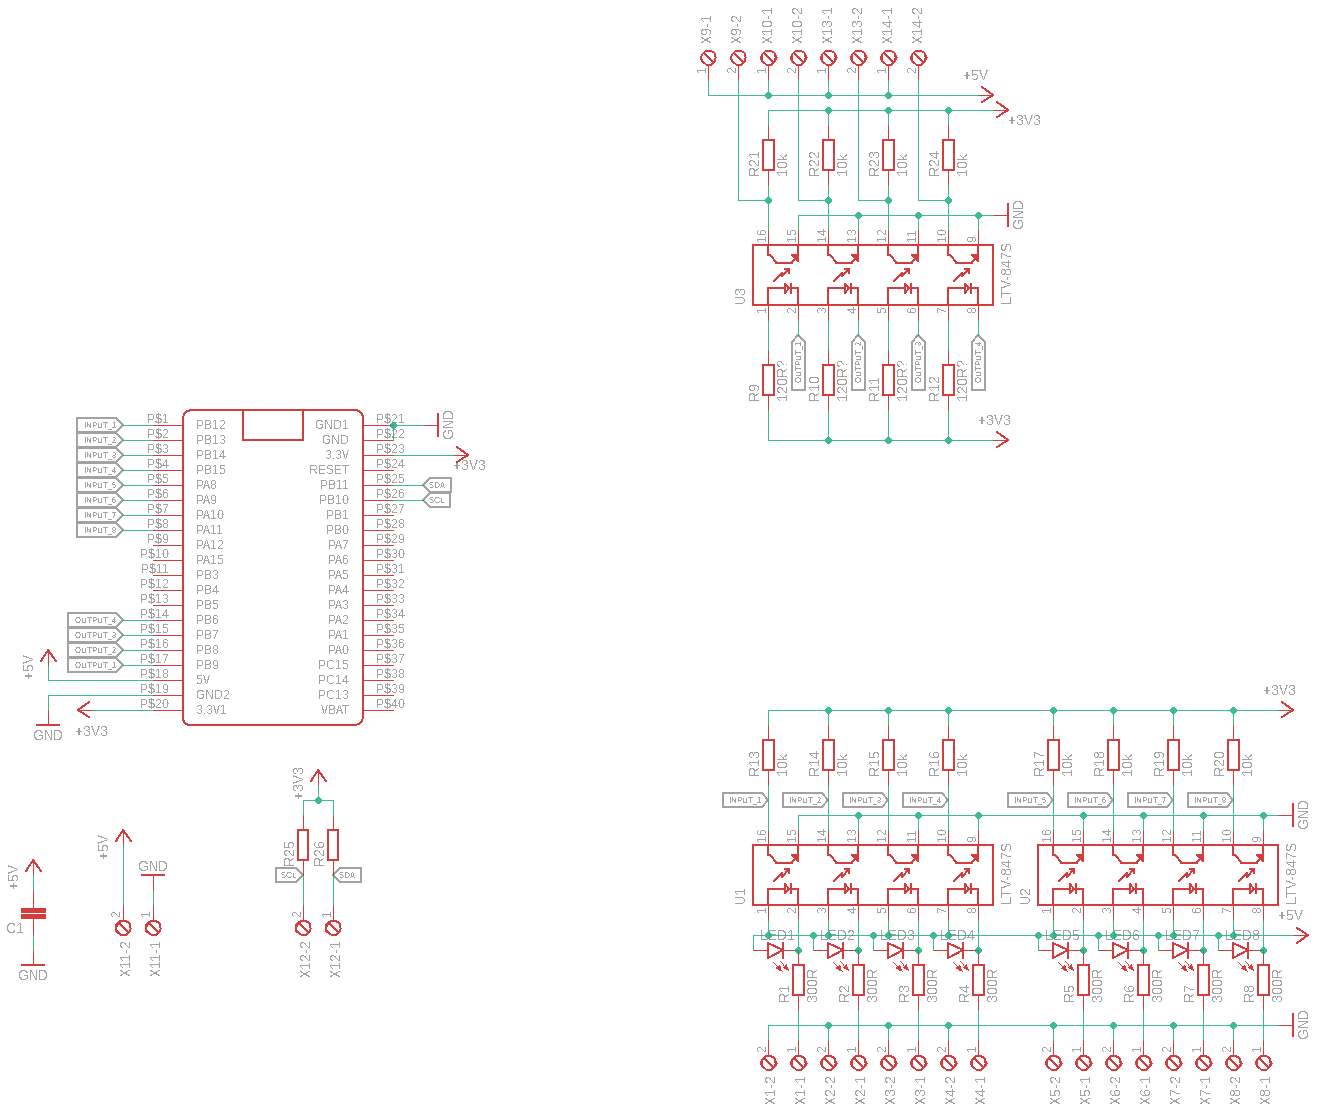 X9-1 X9-2 X10-1 X10-2 X13-1 X13-2 X14-1 X14-2
1 2 1 2 1 2 1 2
+5V
+3V3
R21 10k R22 10k R23 10k R24 10k
GND
16 15 14 13 12 11 10 9
U3 LTV-847S
1 2 3 4 5 6 7 8
OUTPUT_1 OUTPUT_2 OUTPUT_3 OUTPUT_4
R9 120R? R10 120R? R11 120R? R12 120R?
+3V3
INPUT_1 P$1 PB12 GND1 P$21 GND
INPUT_2 P$2 PB13 GND P$22
INPUT_3 P$3 PB14 3.3V P$23 +3V3
INPUT_4 P$4 PB15 RESET P$24
INPUT_5 P$5 PA8 PB11 P$25 SDA
INPUT_6 P$6 PA9 PB10 P$26 SCL
INPUT_7 P$7 PA10 PB1 P$27
INPUT_8 P$8 PA11 PB0 P$28
P$9 PA12 PA7 P$29
P$10 PA15 PA6 P$30
P$11 PB3 PA5 P$31
P$12 PB4 PA4 P$32
P$13 PB5 PA3 P$33
OUTPUT_4 P$14 PB6 PA2 P$34
OUTPUT_3 P$15 PB7 PA1 P$35
OUTPUT_2 P$16 PB8 PA0 P$36
OUTPUT_1 P$17 PB9 PC15 P$37
+5V P$18 5V PC14 P$38
P$19 GND2 PC13 P$39
GND +3V3 P$20 3.3V1 VBAT P$40
+5V
C1
GND
+5V GND
2 1
X11-2 X11-1
+3V3
R25 R26
SCL SDA
2 1
X12-2 X12-1
+3V3
R13 10k R14 10k R15 10k R16 10k R17 10k R18 10k R19 10k R20 10k
INPUT_1 INPUT_2 INPUT_3 INPUT_4 INPUT_5 INPUT_6 INPUT_7 INPUT_8
GND
16 15 14 13 12 11 10 9 16 15 14 13 12 11 10 9
U1 LTV-847S U2 LTV-847S
1 2 3 4 5 6 7 8 1 2 3 4 5 6 7 8
+5V
LED1 LED2 LED3 LED4 LED5 LED6 LED7 LED8
R1 300R R2 300R R3 300R R4 300R R5 300R R6 300R R7 300R R8 300R
GND
2 1 2 1 2 1 2 1 2 1 2 1 2 1 2 1
X1-2 X1-1 X2-2 X2-1 X3-2 X3-1 X4-2 X4-1 X5-2 X5-1 X6-2 X6-1 X7-2 X7-1 X8-2 X8-1